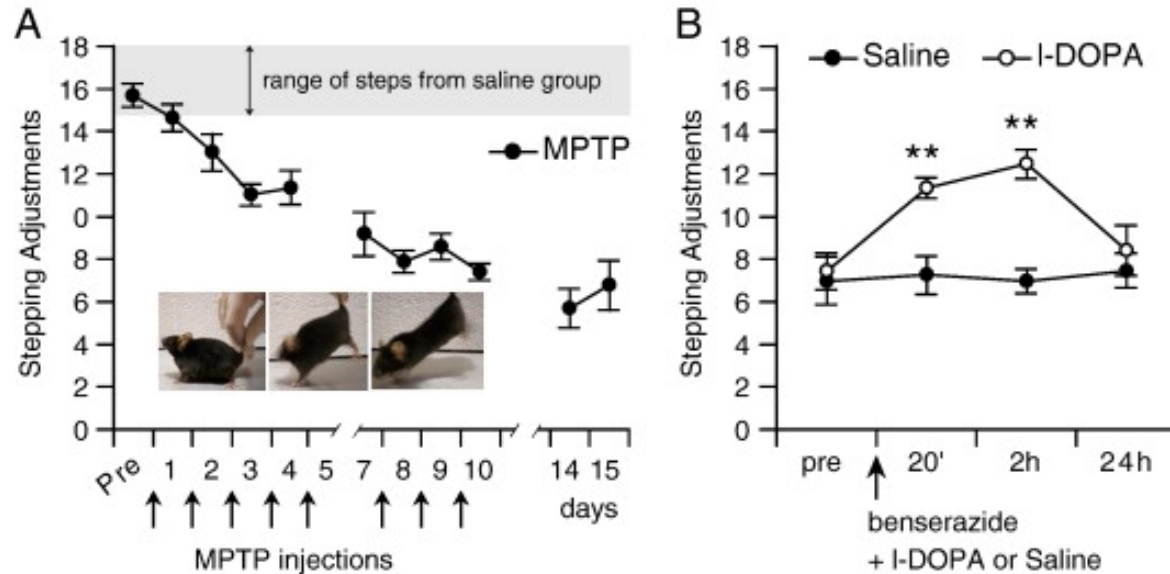 A
18
16
14
12
0
8
6
4
2
0
Stepping Adjustments
range of steps from saline group
MPTP
Pre 1 2 3 4 5 7 8 9 10 14 15
days
MPTP injections
B
Saline l-DOPA
18
16
14
12
10
8
6
4
2
0
Stepping Adjustments
** **
pre 20' 2h 24h
benserazide
+ l-DOPA or Saline